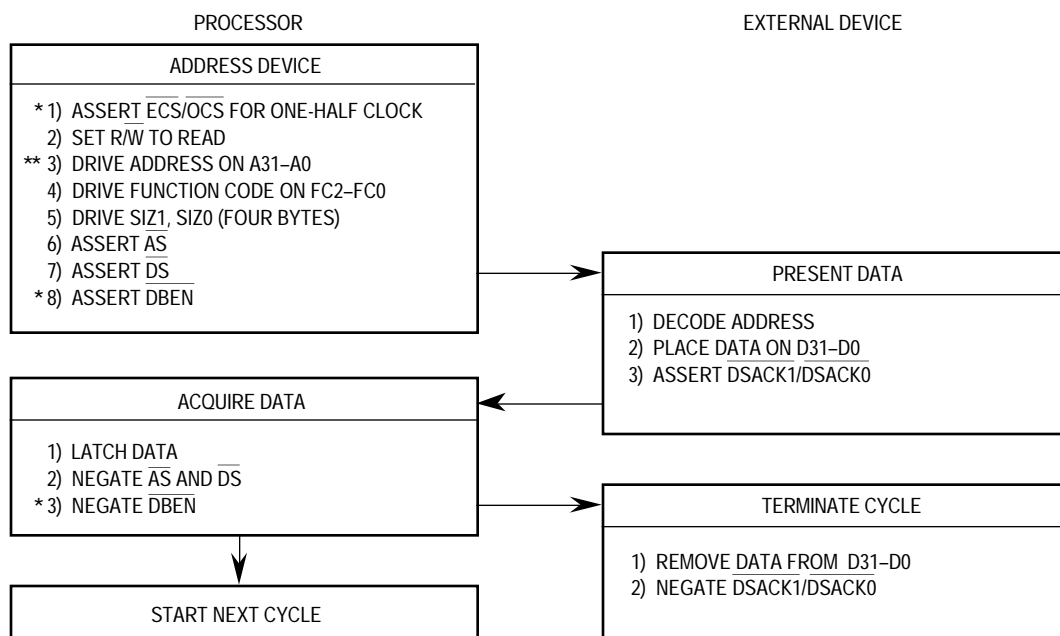 PROCESSOR
EXTERNAL DEVICE
ADDRESS DEVICE
* 1) ASSERT ECS/OCS FOR ONE-HALF CLOCK
2) SET R/W TO READ
** 3) DRIVE ADDRESS ON A31–A0
4) DRIVE FUNCTION CODE ON FC2–FC0
5) DRIVE SIZ1, SIZ0 (FOUR BYTES)
6) ASSERT AS
7) ASSERT DS
* 8) ASSERT DBEN
PRESENT DATA
1) DECODE ADDRESS
2) PLACE DATA ON D31–D0
3) ASSERT DSACK1/DSACK0
ACQUIRE DATA
1) LATCH DATA
2) NEGATE AS AND DS
* 3) NEGATE DBEN
TERMINATE CYCLE
1) REMOVE DATA FROM D31–D0
2) NEGATE DSACK1/DSACK0
START NEXT CYCLE